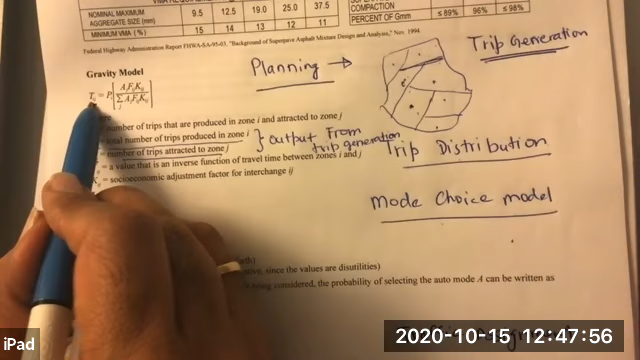 NOMINAL MAXIMUM AGGREGATE SIZE (mm) 9.5 12.5 19.0 25.0 37.5
MINIMUM VMA (%) 15 14 13 12 11
COMPACTION
PERCENT OF Gmm ≤ 89% 96% ≤ 98%
Federal Highway Administration Report FHWA-SA-95-03, "Background of Superpave Asphalt Mixture Design and Analysis," Nov. 1994.
Trip Generation
Planning →
Gravity Model
number of trips that are produced in zone i and attracted to zone j
total number of trips produced in zone i } Output from trip generation
number of trips attracted to zone j
Trip Distribution
= a value that is an inverse function of travel time between zones i and j
= socioeconomic adjustment factor for interchange ij
Mode Choice model
since the values are disutilities)
being considered, the probability of selecting the auto mode A can be written as
iPad
2020-10-15 12:47:56